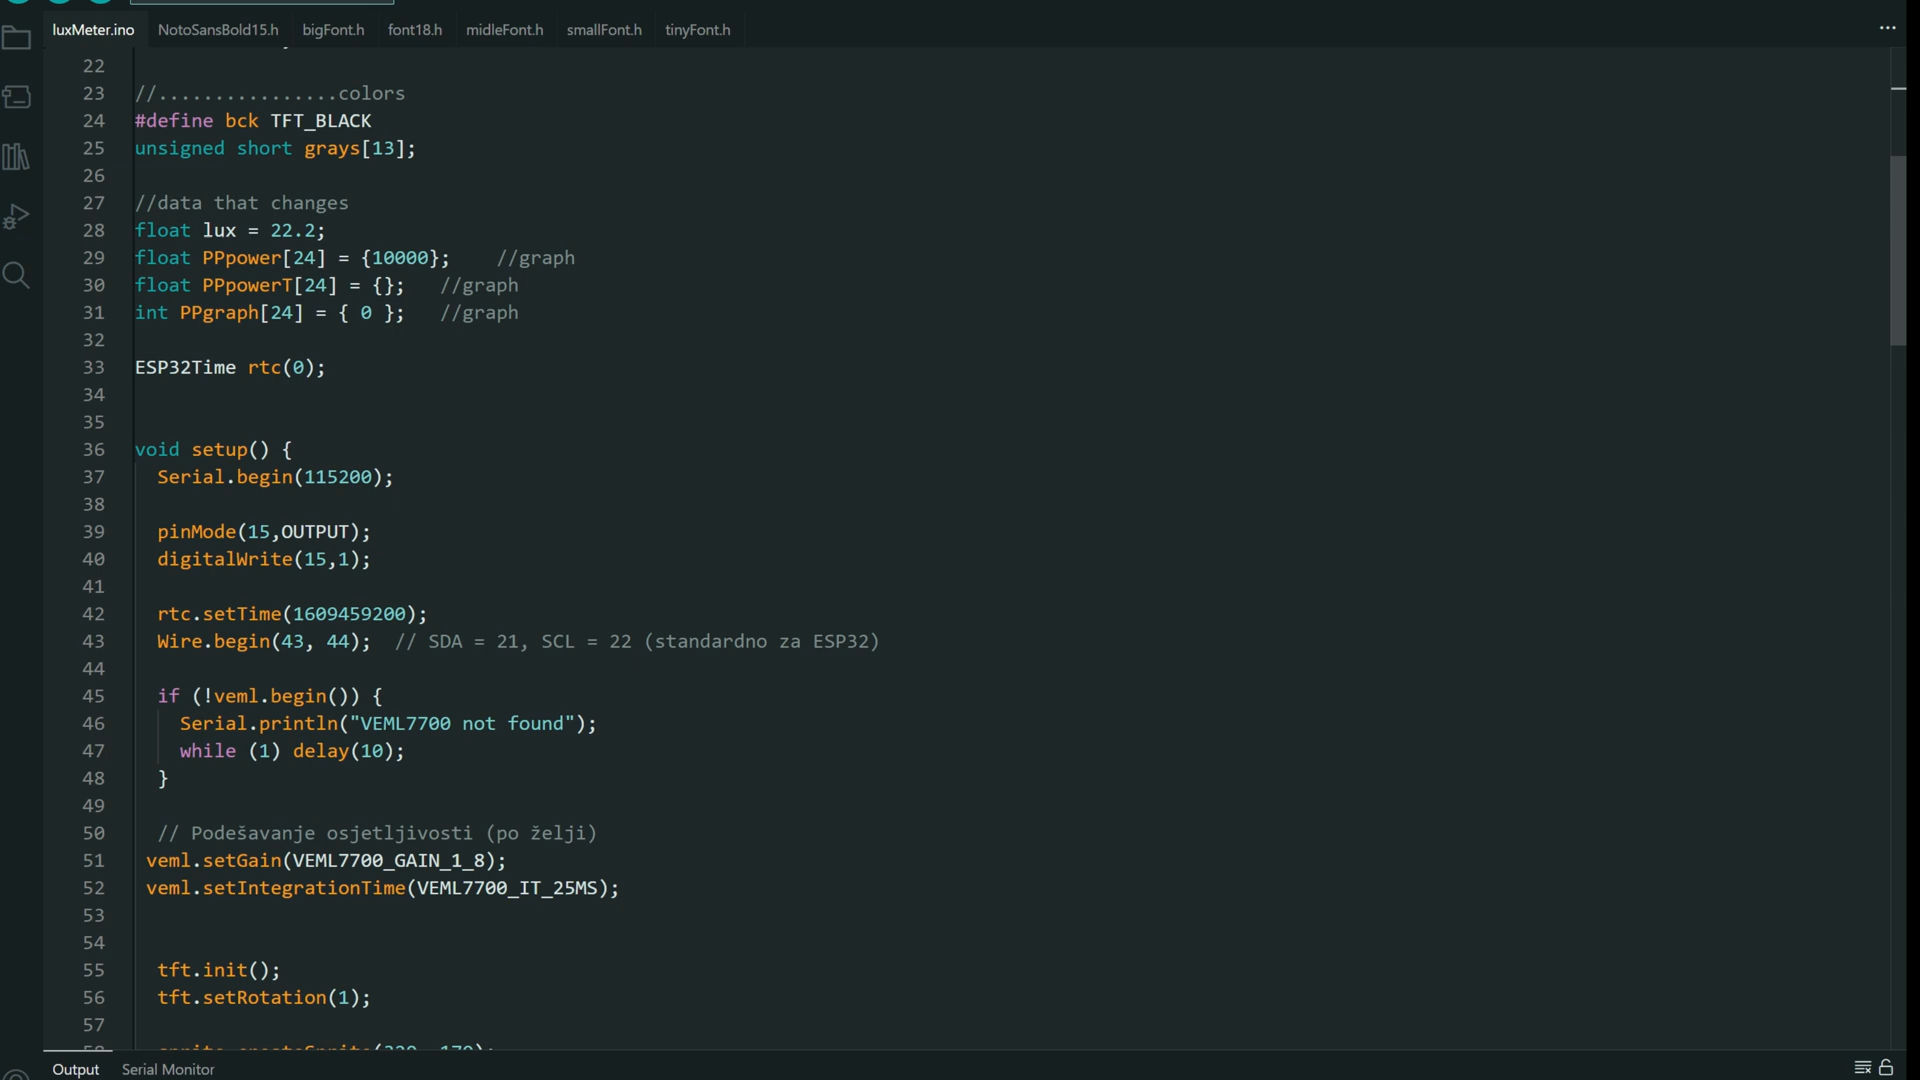 luxMeter.ino NotoSansBold15.h bigFont.h font18.h midleFont.h smallFont.h tinyFont.h
22
23 //................colors
24 #define bck TFT_BLACK
25 unsigned short grays[13];
26
27 //data that changes
28 float lux = 22.2;
29 float PPpower[24] = {10000};    //graph
30 float PPpowerT[24] = {};   //graph
31 int PPgraph[24] = { 0 };   //graph
32
33 ESP32Time rtc(0);
34
35
36 void setup() {
37   Serial.begin(115200);
38
39   pinMode(15,OUTPUT);
40   digitalWrite(15,1);
41
42   rtc.setTime(1609459200);
43   Wire.begin(43, 44);  // SDA = 21, SCL = 22 (standardno za ESP32)
44
45   if (!veml.begin()) {
46     Serial.println("VEML7700 not found");
47     while (1) delay(10);
48   }
49
50   // Podešavanje osjetljivosti (po želji)
51  veml.setGain(VEML7700_GAIN_1_8);
52  veml.setIntegrationTime(VEML7700_IT_25MS);
53
54
55   tft.init();
56   tft.setRotation(1);
57
Output Serial Monitor